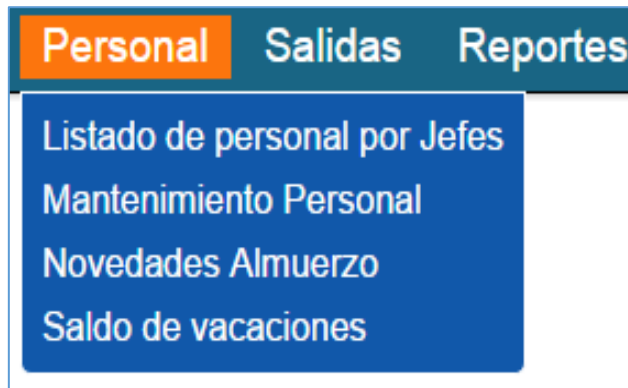 Personal Salidas Reportes
Listado de personal por Jefes
Mantenimiento Personal
Novedades Almuerzo
Saldo de vacaciones